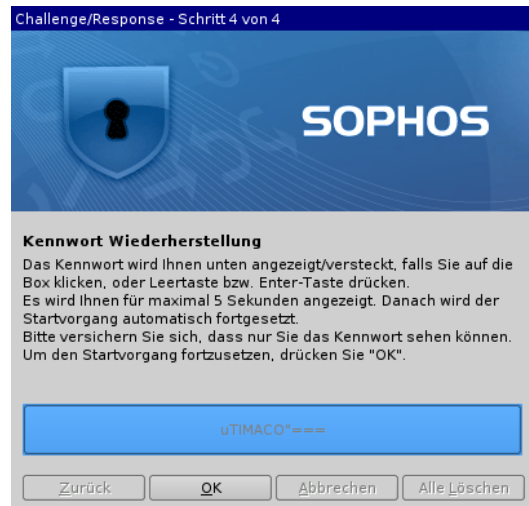 Challenge/Response - Schritt 4 von 4
SOPHOS
Kennwort Wiederherstellung
Das Kennwort wird Ihnen unten angezeigt/versteckt, falls Sie auf die
Box klicken, oder Leertaste bzw. Enter-Taste drücken.
Es wird Ihnen für maximal 5 Sekunden angezeigt. Danach wird der
Startvorgang automatisch fortgesetzt.
Bitte versichern Sie sich, dass nur Sie das Kennwort sehen können.
Um den Startvorgang fortzusetzen, drücken Sie "OK".
uTIMACO"===
Zurück OK Abbrechen Alle Löschen